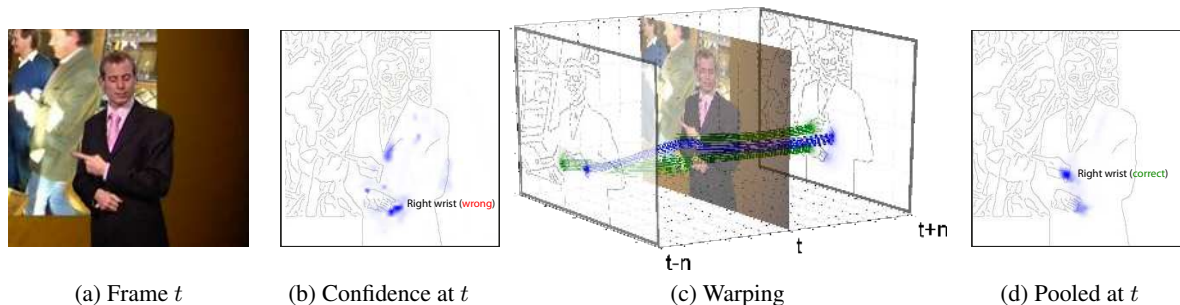 Right wrist (wrong)
t-n
t
t+n
Right wrist (correct)
(a) Frame t
(b) Confidence at t
(c) Warping
(d) Pooled at t